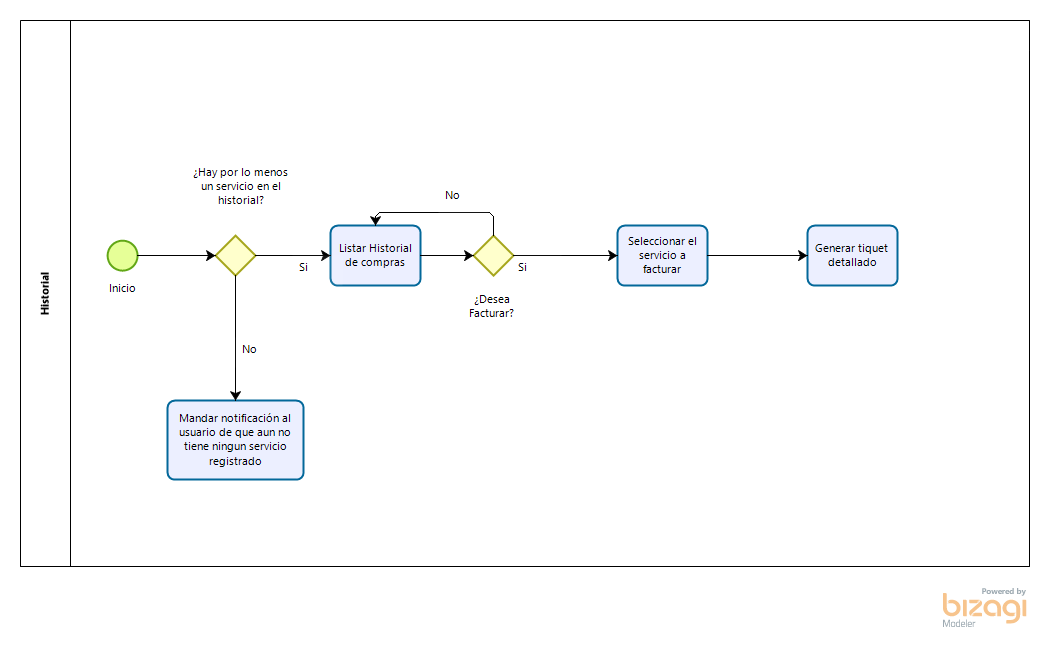 Historial
¿Hay por lo menos
un servicio en el
historial?
Inicio
Si
No
Listar Historial
de compras
No
¿Desea
Facturar?
Si
Seleccionar el
servicio a
facturar
Generar tiquet
detallado
Mandar notificación al
usuario de que aun no
tiene ningun servicio
registrado
Powered by
bizagi
Modeler